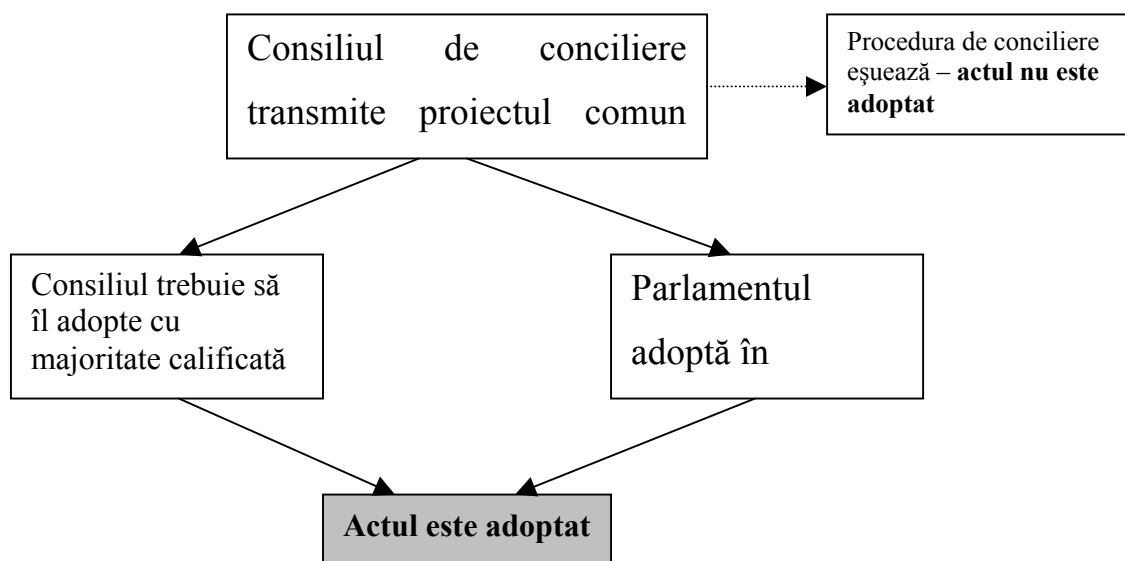 Consiliul de conciliere
transmite proiectul comun
Procedura de conciliere
eşuează – actul nu este
adoptat
Consiliul trebuie să
îl adopte cu
majoritate calificată
Parlamentul
adoptă în
Actul este adoptat